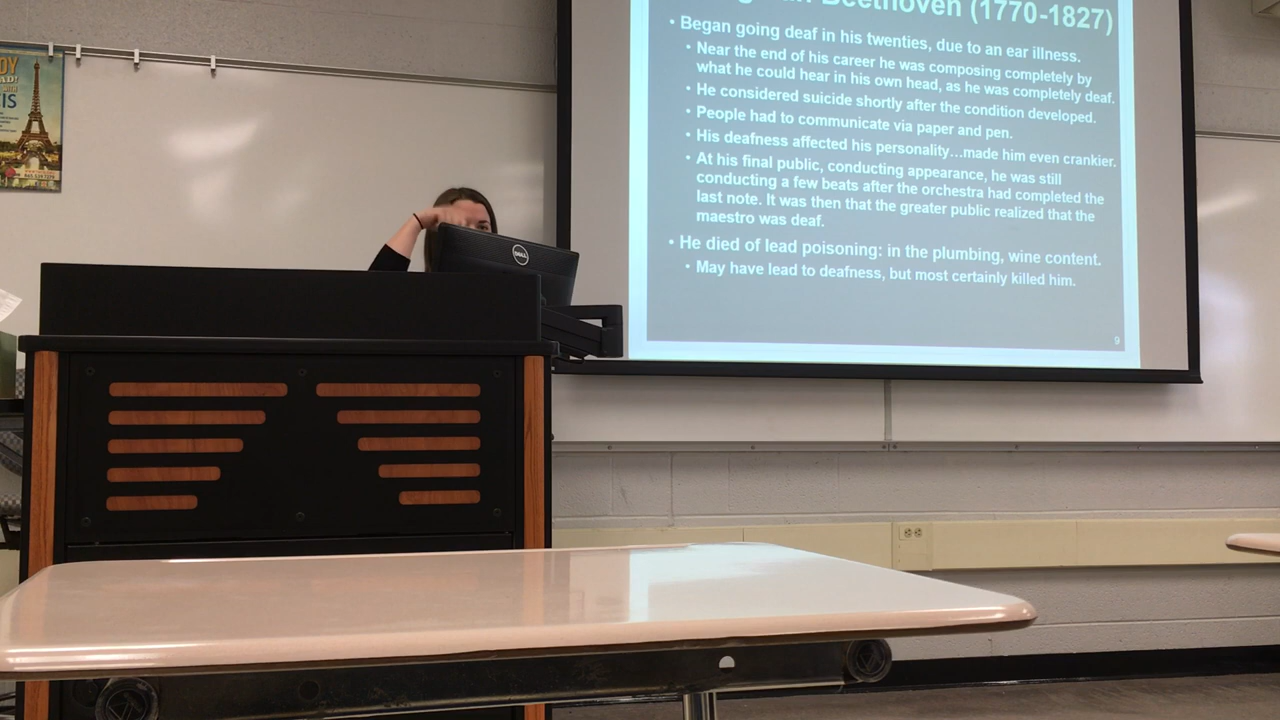 Beethoven (1770-1827)
• Began going deaf in his twenties, due to an ear illness.
• Near the end of his career he was composing completely by
what he could hear in his own head, as he was completely deaf.
• He considered suicide shortly after the condition developed.
• People had to communicate via paper and pen.
• His deafness affected his personality…made him even crankier.
• At his final public, conducting appearance, he was still
conducting a few beats after the orchestra had completed the
last note. It was then that the greater public realized that the
maestro was deaf.
• He died of lead poisoning: in the plumbing, wine content.
• May have lead to deafness, but most certainly killed him.
9
DELL